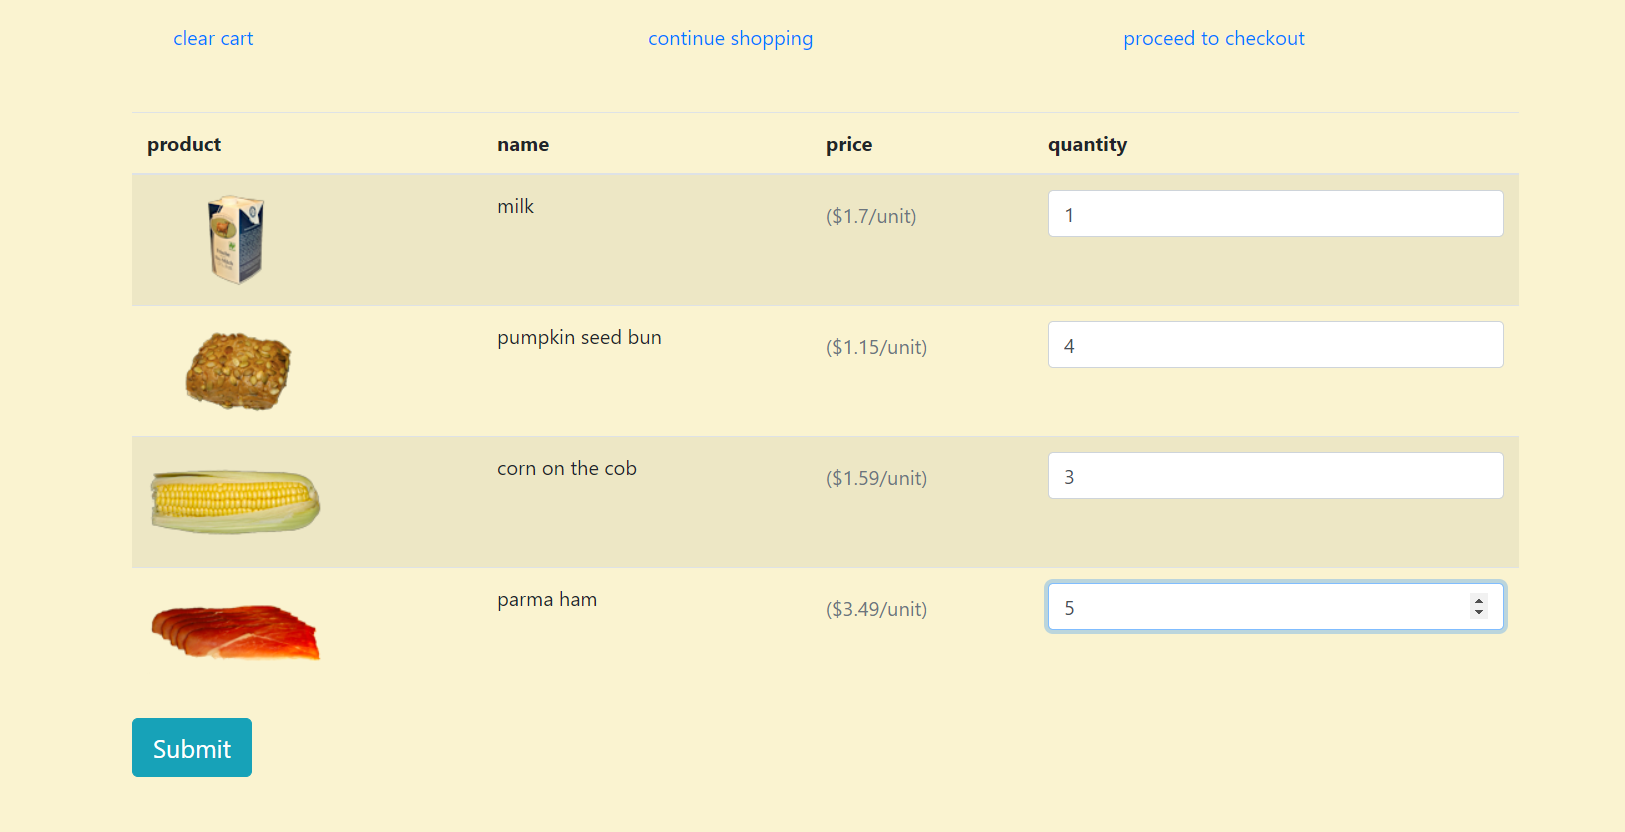 clear cart continue shopping proceed to checkout
product name price quantity
milk ($1.7/unit) 1
pumpkin seed bun ($1.15/unit) 4
corn on the cob ($1.59/unit) 3
parma ham ($3.49/unit) 5
Submit